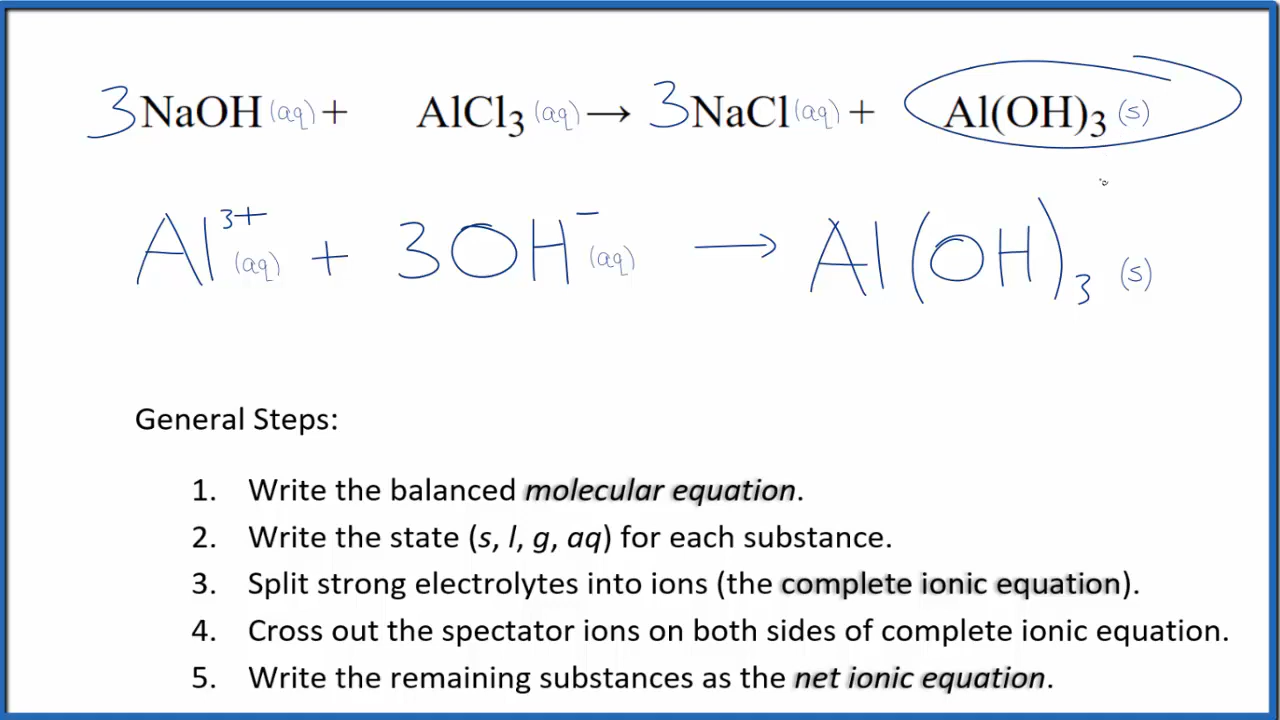 3NaOH(aq) + AlCl₃(aq) → 3NaCl(aq) + Al(OH)₃(s)
Al³⁺(aq) + 3OH⁻(aq) → Al(OH)₃(s)
General Steps:
1. Write the balanced molecular equation.
2. Write the state (s, l, g, aq) for each substance.
3. Split strong electrolytes into ions (the complete ionic equation).
4. Cross out the spectator ions on both sides of complete ionic equation.
5. Write the remaining substances as the net ionic equation.